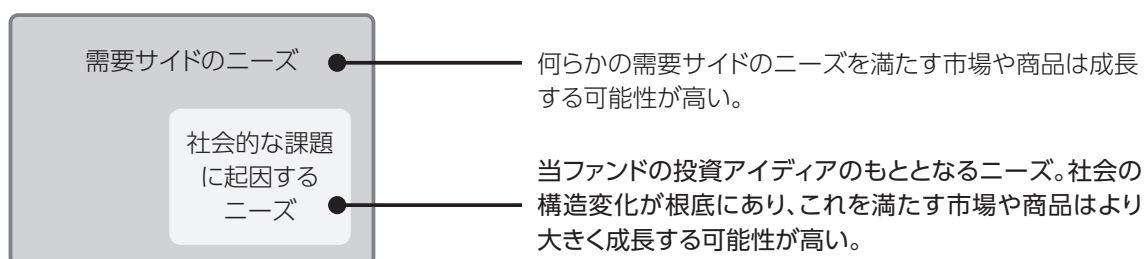 需要サイドのニーズ
何らかの需要サイドのニーズを満たす市場や商品は成長
する可能性が高い。
社会的な課題
に起因する
ニーズ
当ファンドの投資アイディアのもととなるニーズ。社会の
構造変化が根底にあり、これを満たす市場や商品はより
大きく成長する可能性が高い。